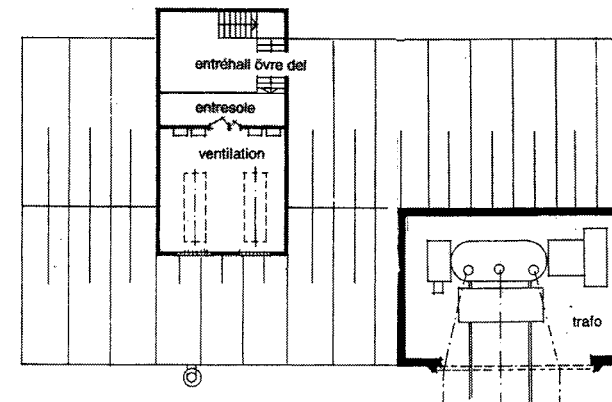 entréhall övre del
entresole
ventilation
trafo